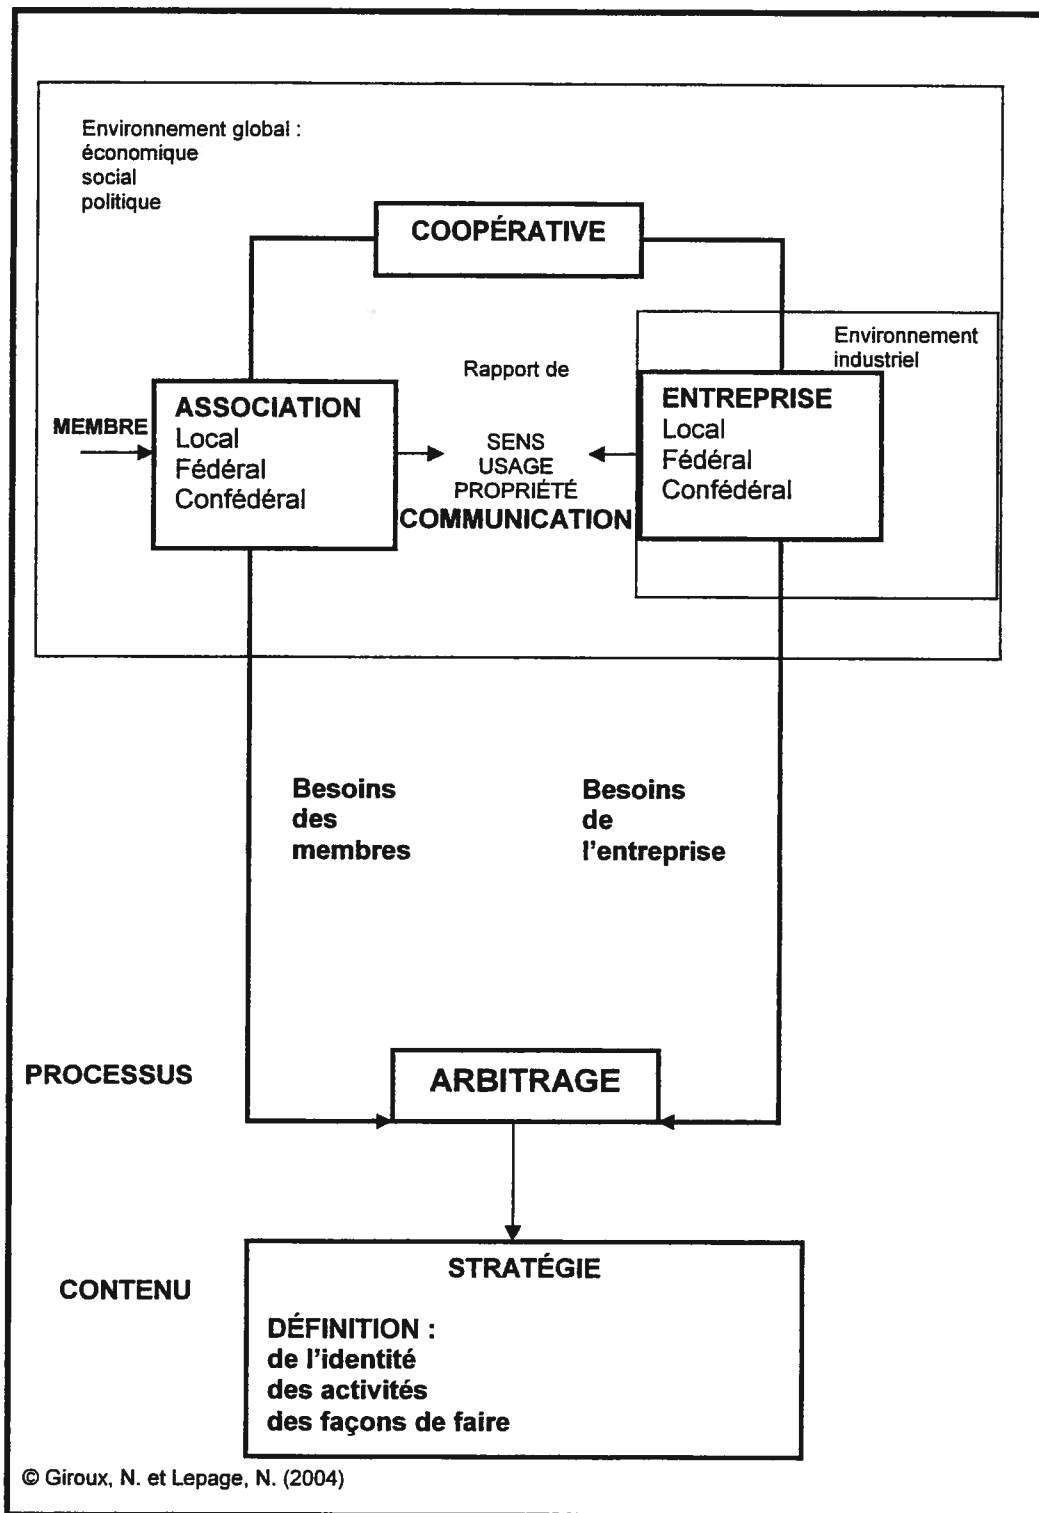 Environnement global :
économique
social
politique
COOPÉRATIVE
Environnement
industriel
Rapport de
MEMBRE
ASSOCIATION
Local
Fédéral
Confédéral
SENS
USAGE
PROPRIÉTÉ
COMMUNICATION
ENTREPRISE
Local
Fédéral
Confédéral
Besoins
des
membres
Besoins
de
l'entreprise
PROCESSUS
ARBITRAGE
CONTENU
STRATÉGIE
DÉFINITION :
de l'identité
des activités
des façons de faire
© Giroux, N. et Lepage, N. (2004)